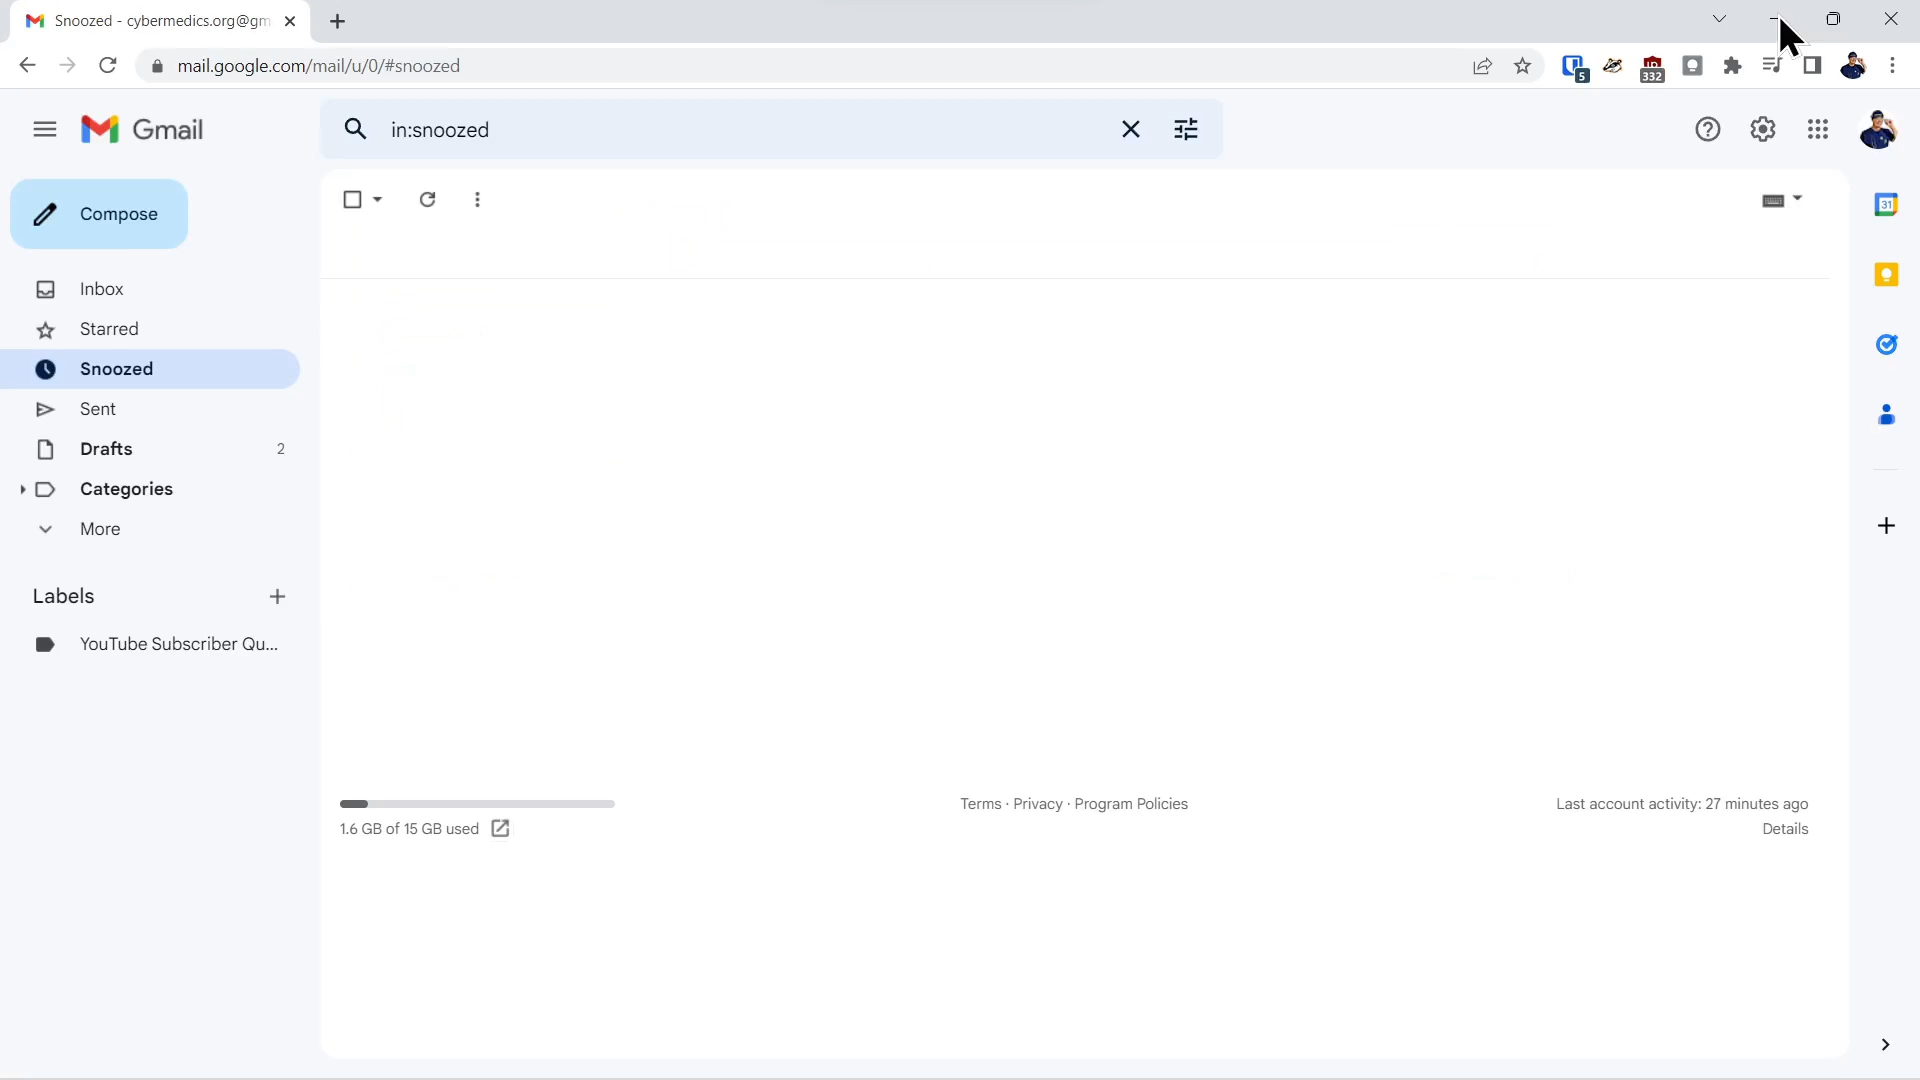 Snoozed - cybermedics.org@gm
mail.google.com/mail/u/0/#snoozed
5
332
Gmail
in:snoozed
Compose
31
Inbox
Starred
Snoozed
Sent
Drafts 2
Categories
More
Labels
YouTube Subscriber Qu...
Terms · Privacy · Program Policies
Last account activity: 27 minutes ago
1.6 GB of 15 GB used
Details